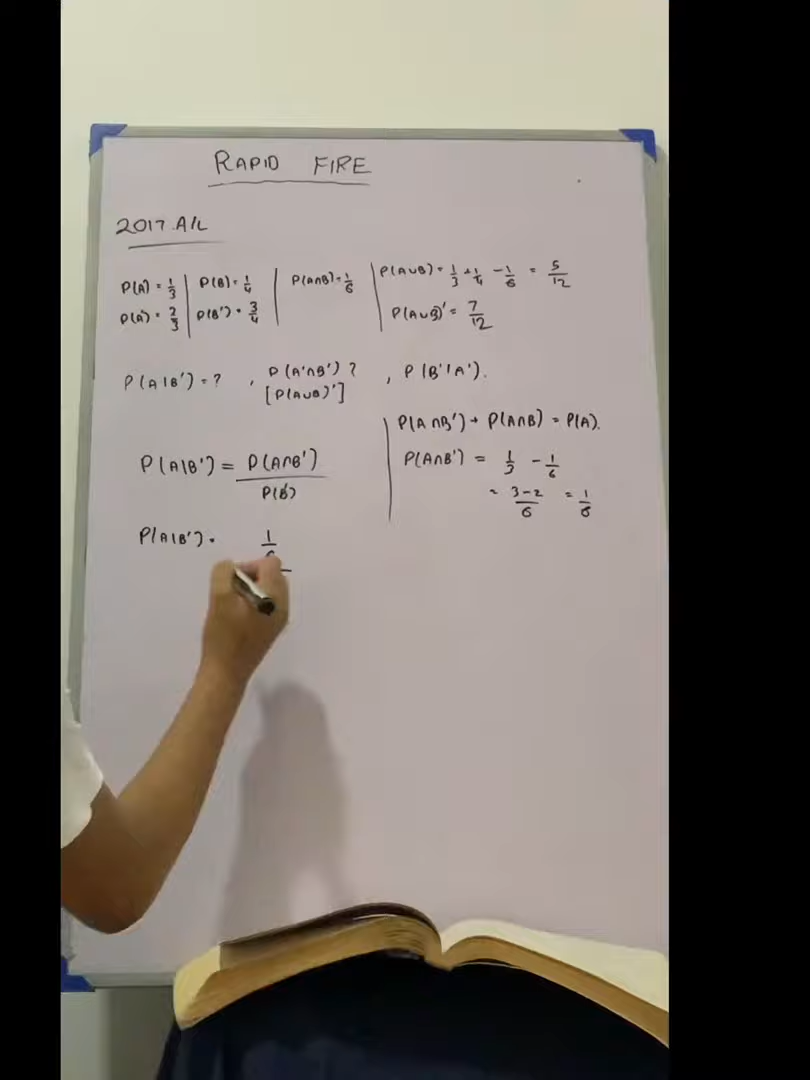 RAPID FIRE
2017 A/L
P(A) = 1/3 | P(B) = 1/4 | P(A∩B) = 1/6 | P(A∪B) = 1/3 + 1/4 - 1/6 = 5/12
P(A') = 2/3 | P(B') = 3/4 | P(A∪B)' = 7/12
P(A|B') = ? , P(A'∩B') ? , P(B'|A').
[P(A∪B)']
P(A∩B') + P(A∩B) = P(A).
P(A|B') = P(A∩B') / P(B')
P(A∩B') = 1/3 - 1/6
= 3-2/6 = 1/6
P(A|B') = 1/6